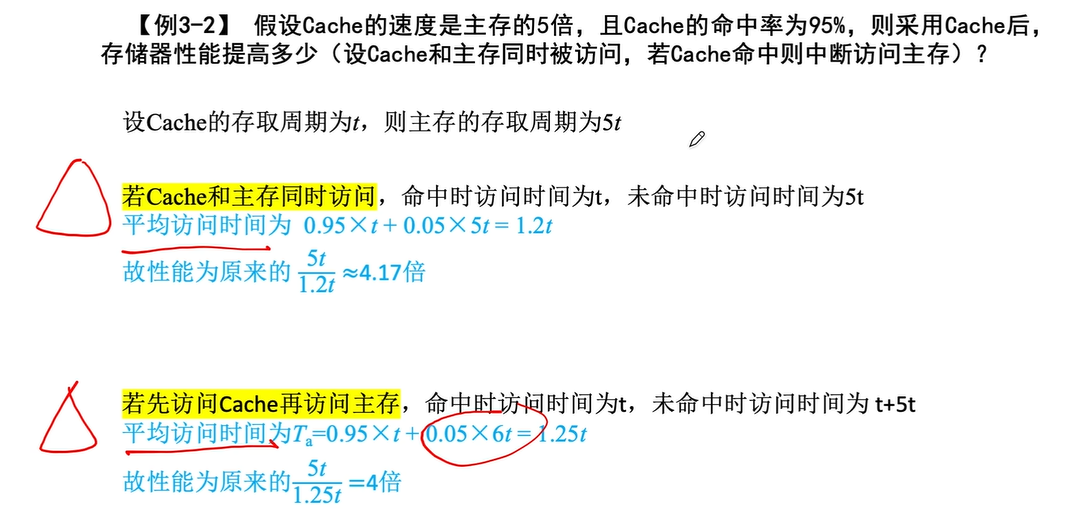 【例3-2】 假设Cache的速度是主存的5倍，且Cache的命中率为95%，则采用Cache后，
存储器性能提高多少（设Cache和主存同时被访问，若Cache命中则中断访问主存）？
设Cache的存取周期为t，则主存的存取周期为5t
若Cache和主存同时访问，命中时访问时间为t，未命中时访问时间为5t
平均访问时间为 0.95×t + 0.05×5t = 1.2t
故性能为原来的 5t/1.2t ≈4.17倍
若先访问Cache再访问主存，命中时访问时间为t，未命中时访问时间为 t+5t
平均访问时间为Ta=0.95×t + 0.05×6t = 1.25t
故性能为原来的 5t/1.25t =4倍